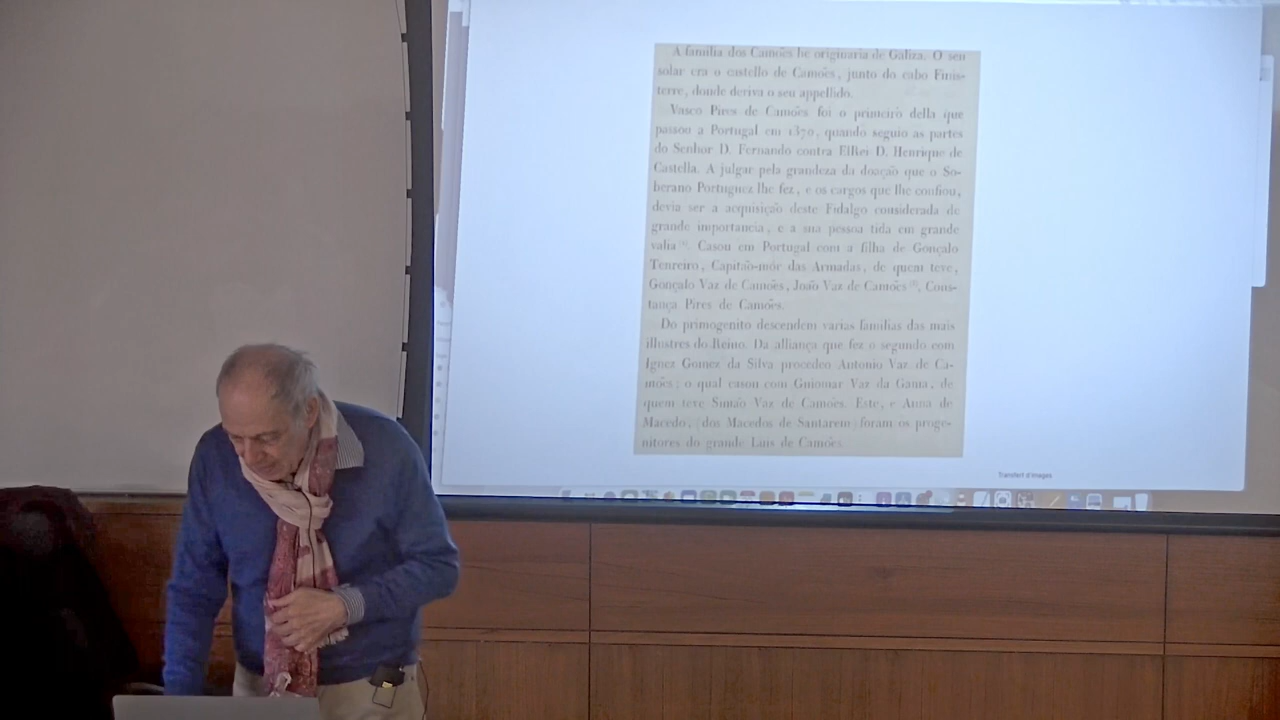 A familia dos Camões he originaria de Galiza. O seu
solar era o castello de Camões, junto do cabo Finis-
terre, donde deriva o seu appellido.
Vasco Pires de Camões foi o primeiro della que
passou a Portugal em 1370, quando seguio as partes
do Senhor D. Fernando contra ElRei D. Henrique de
Castella. A julgar pela grandeza da doação que o So-
berano Portuguez lhe fez, e os cargos que lhe confiou,
devia ser a acquisição deste Fidalgo considerada de
grande importancia, e a sua pessoa tida em grande
valia. Casou em Portugal com a filha de Gonçalo
Tenreiro, Capitão-mór das Armadas, de quem teve,
Gonçalo Vaz de Camões, João Vaz de Camões, Cons-
tança Pires de Camões.
Do primogenito descendem varias familias das mais
illustres do Reino. Da alliança que fez o segundo com
Ignez Gomez da Silva procedeo Antonio Vaz de Ca-
mões; o qual casou com Guiomar Vaz da Gama, de
quem teve Simão Vaz de Camões. Este, e Anna de
Macedo, (dos Macedos de Santarem) foram os proge-
nitores do grande Luis de Camões.
Transfert d'images